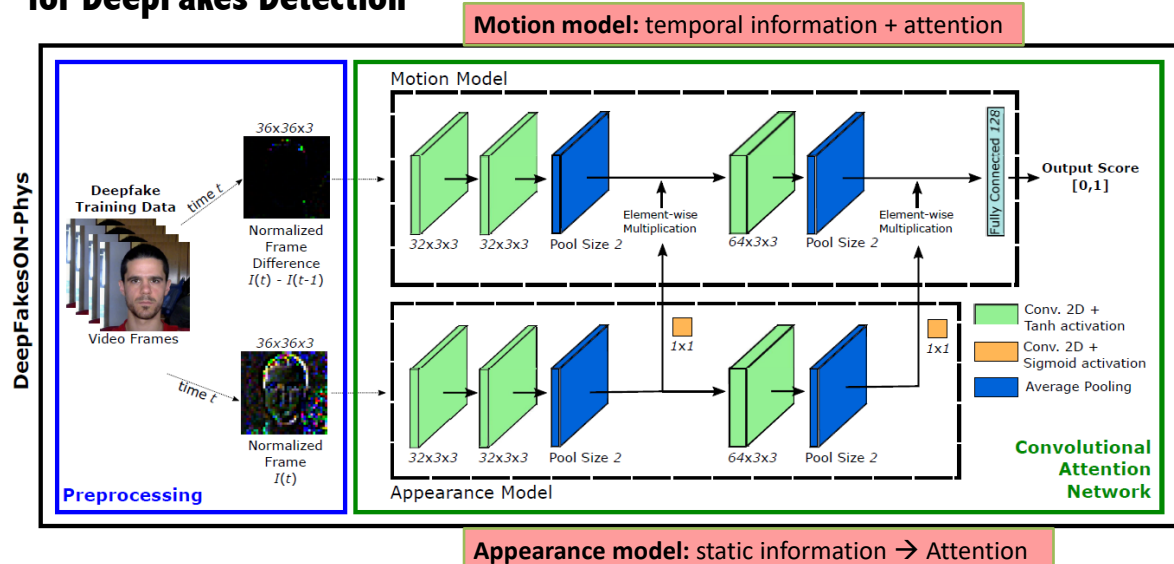 for DeepFakes Detection
Motion model: temporal information + attention
DeepFakesON-Phys
Deepfake
Training Data
Video Frames
time t
36x36x3
Normalized
Frame
Difference
I(t) - I(t-1)
time t
36x36x3
Normalized
Frame
I(t)
Preprocessing
Motion Model
32x3x3
32x3x3
Pool Size 2
Element-wise
Multiplication
64x3x3
Pool Size 2
Element-wise
Multiplication
Fully Connected 128
Output Score
[0,1]
1x1
1x1
32x3x3
32x3x3
Pool Size 2
64x3x3
Pool Size 2
Appearance Model
Conv. 2D +
Tanh activation
Conv. 2D +
Sigmoid activation
Average Pooling
Convolutional
Attention
Network
Appearance model: static information → Attention